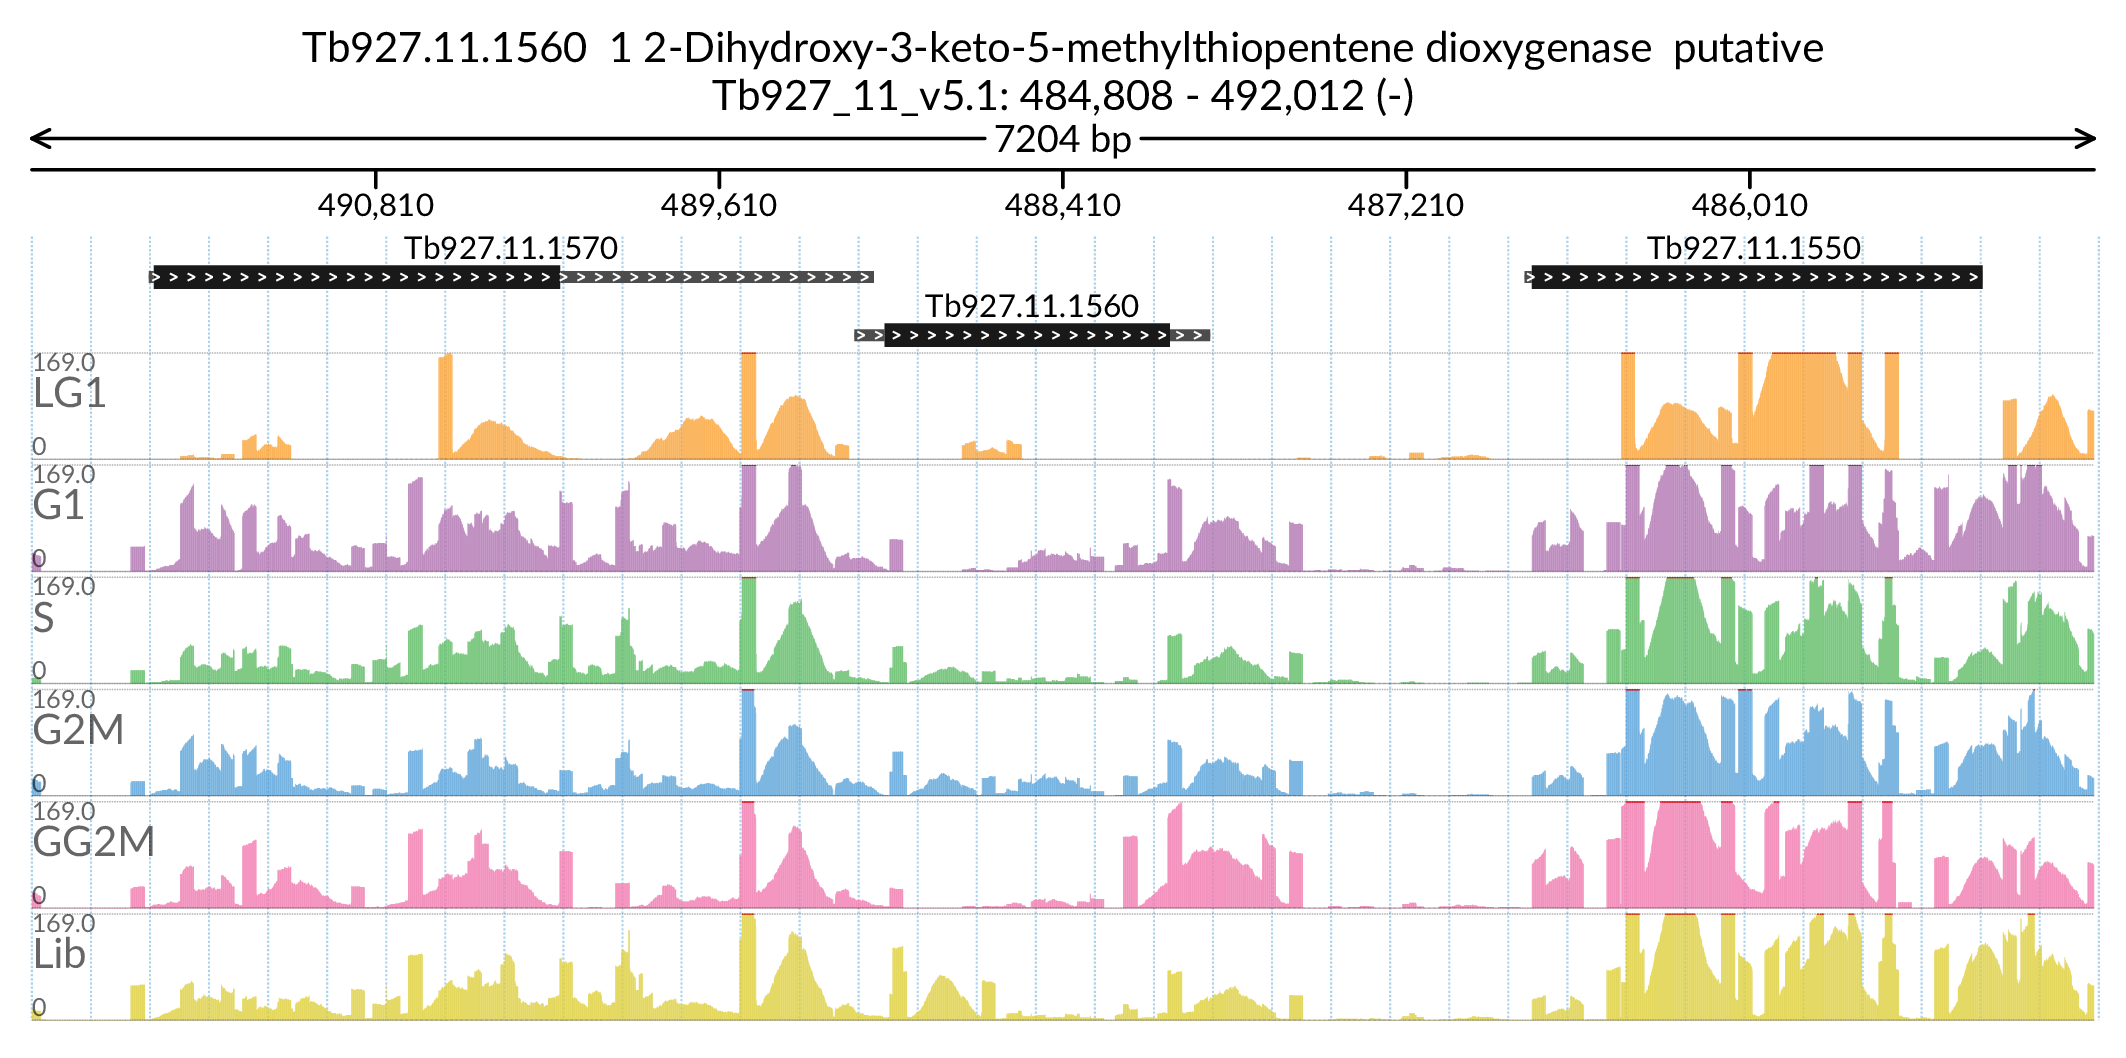 Tb927.11.1560 1 2-Dihydroxy-3-keto-5-methylthiopentene dioxygenase putative
Tb927_11_v5.1: 484,808 - 492,012 (-)
7204 bp
490,810 489,610 488,410 487,210 486,010
Tb927.11.1570 Tb927.11.1550
Tb927.11.1560
169.0
LG1
0
169.0
G1
0
169.0
S
0
169.0
G2M
0
169.0
GG2M
0
169.0
Lib
0